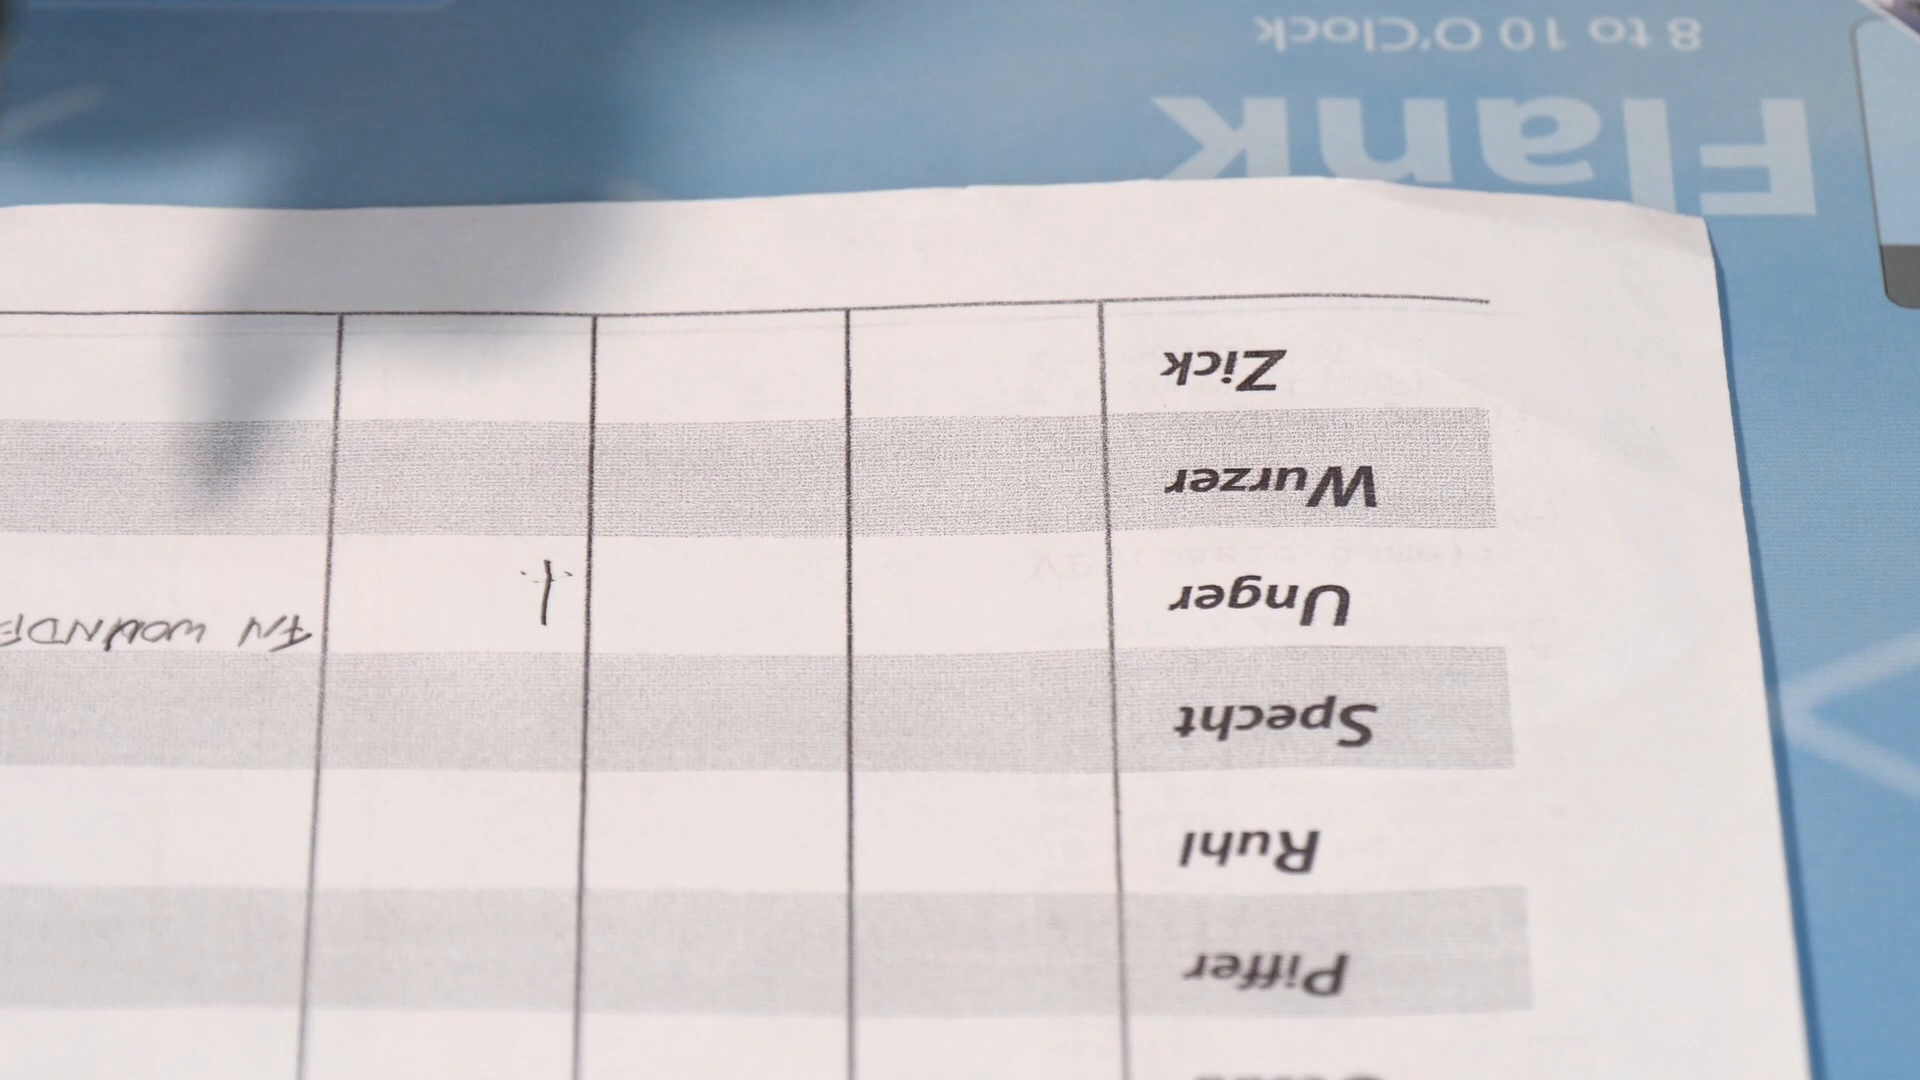 Piffer
Ruhl
Specht
Unger
Wurzer
Zick
Flank
8 to 10 O'Clock